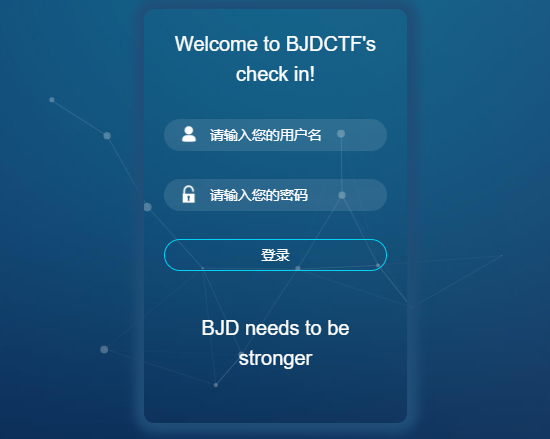 Welcome to BJDCTF's
check in!
请输入您的用户名
请输入您的密码
登录
BJD needs to be
stronger